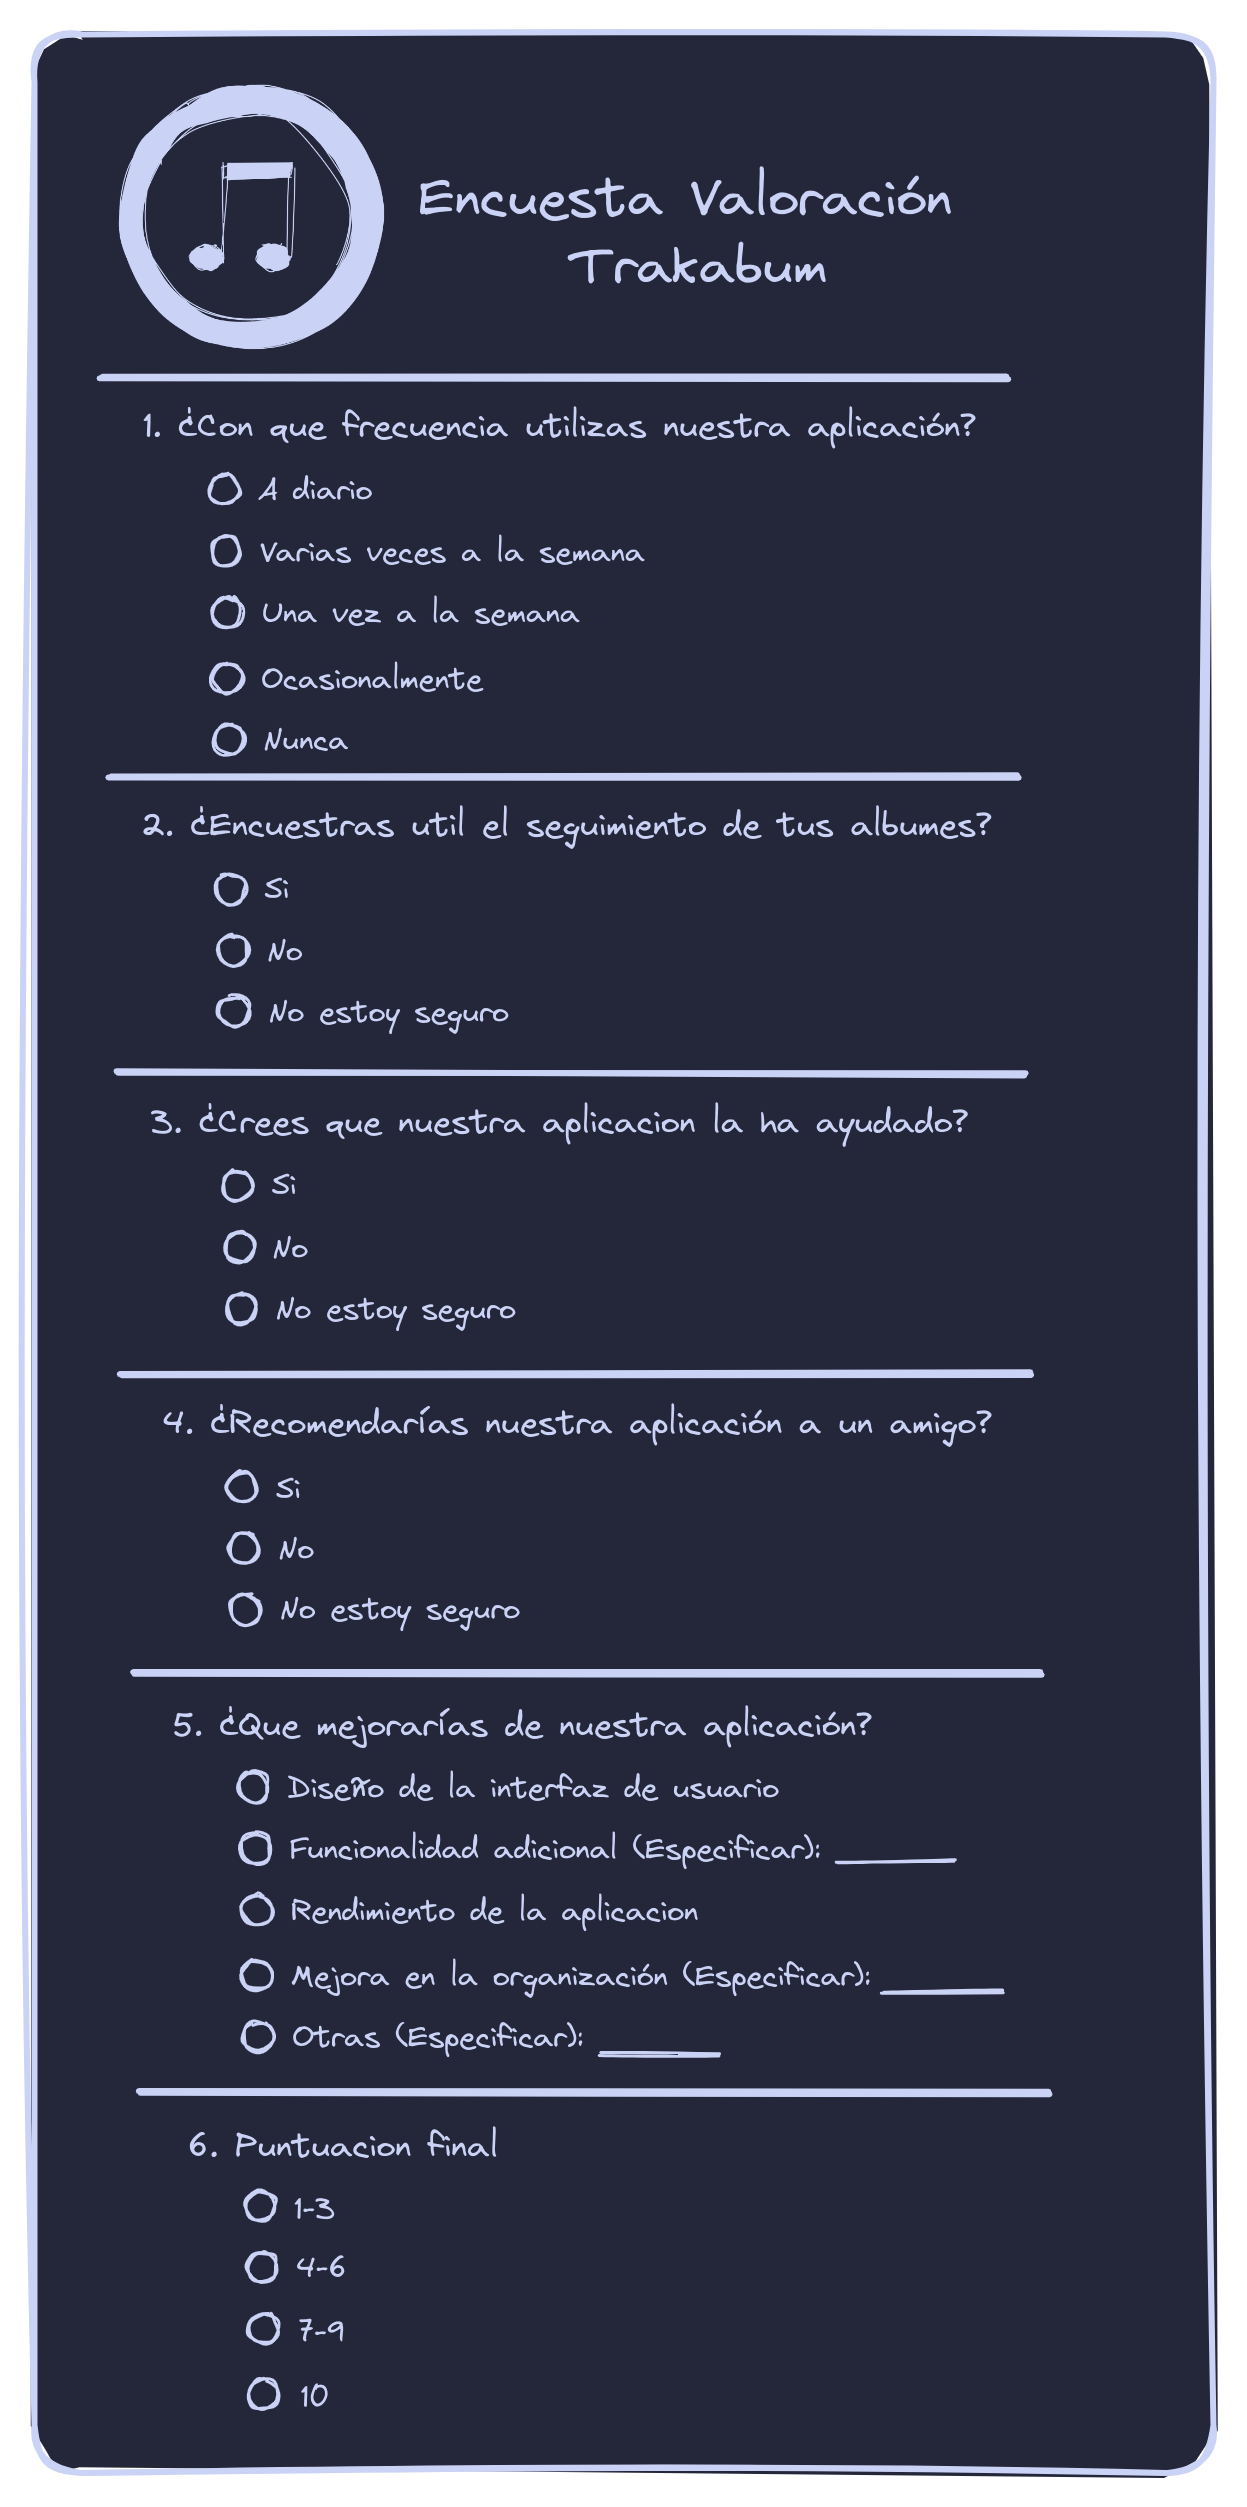 Encuesta Valoración
Trakabum
1. ¿Con que frecuencia utilizas nuestra aplicación?
A diario
Varias veces a la semana
Una vez a la semana
Ocasionalmente
Nunca
2. ¿Encuestras util el seguimiento de tus albumes?
Si
No
No estoy seguro
3. ¿Crees que nuestra aplicacion la ha ayudado?
Si
No
No estoy seguro
4. ¿Recomendarías nuestra aplicación a un amigo?
Si
No
No estoy seguro
5. ¿Que mejorarías de nuestra aplicación?
Diseño de la interfaz de usuario
Funcionalidad adicional (Especificar): ________
Rendimiento de la aplicacion
Mejora en la organización (Especificar): ________
Otras (Especificar): ________
6. Puntuacion final
1-3
4-6
7-9
10